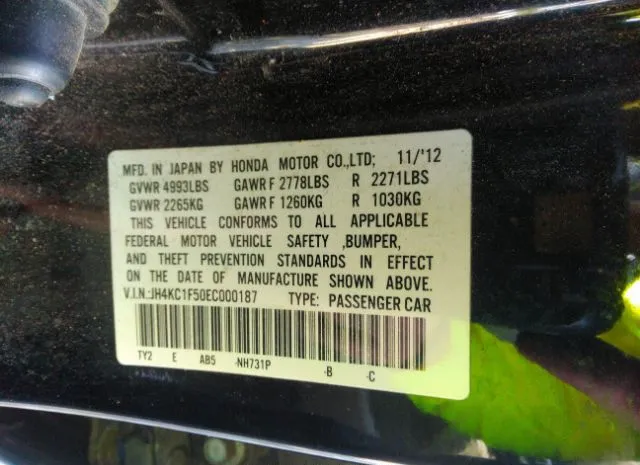 MFD. IN JAPAN BY HONDA MOTOR CO.,LTD; 11/'12
GVWR 4993LBS GAWR F 2778LBS R 2271LBS
GVWR 2265KG GAWR F 1260KG R 1030KG
THIS VEHICLE CONFORMS TO ALL APPLICABLE
FEDERAL MOTOR VEHICLE SAFETY ,BUMPER,
AND THEFT PREVENTION STANDARDS IN EFFECT
ON THE DATE OF MANUFACTURE SHOWN ABOVE.
V.I.N.:JH4KC1F50EC000187 TYPE: PASSENGER CAR
TY2 E AB5 -NH731P -B -C